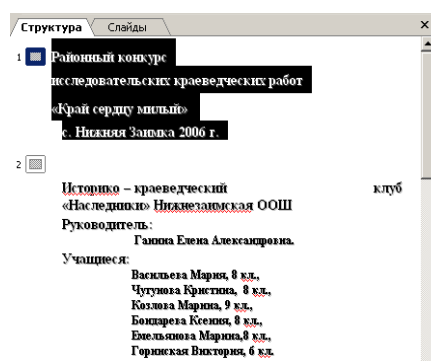 Структура Слайды
1 Районный конкурс
исследовательских краеведческих работ
«Край сердцу милый»
с. Нижняя Заимка 2006 г.
2
Историко – краеведческий клуб
«Наследники» Нижнезаимская ООШ
Руководитель:
Ганина Елена Александровна.
Учащиеся:
Васильева Мария, 8 кл.,
Чугунова Кристина, 8 кл.,
Козлова Марина, 9 кл.,
Бондарева Ксения, 8 кл.,
Емельянова Марина,8 кл.,
Горинская Виктория, 6 кл.